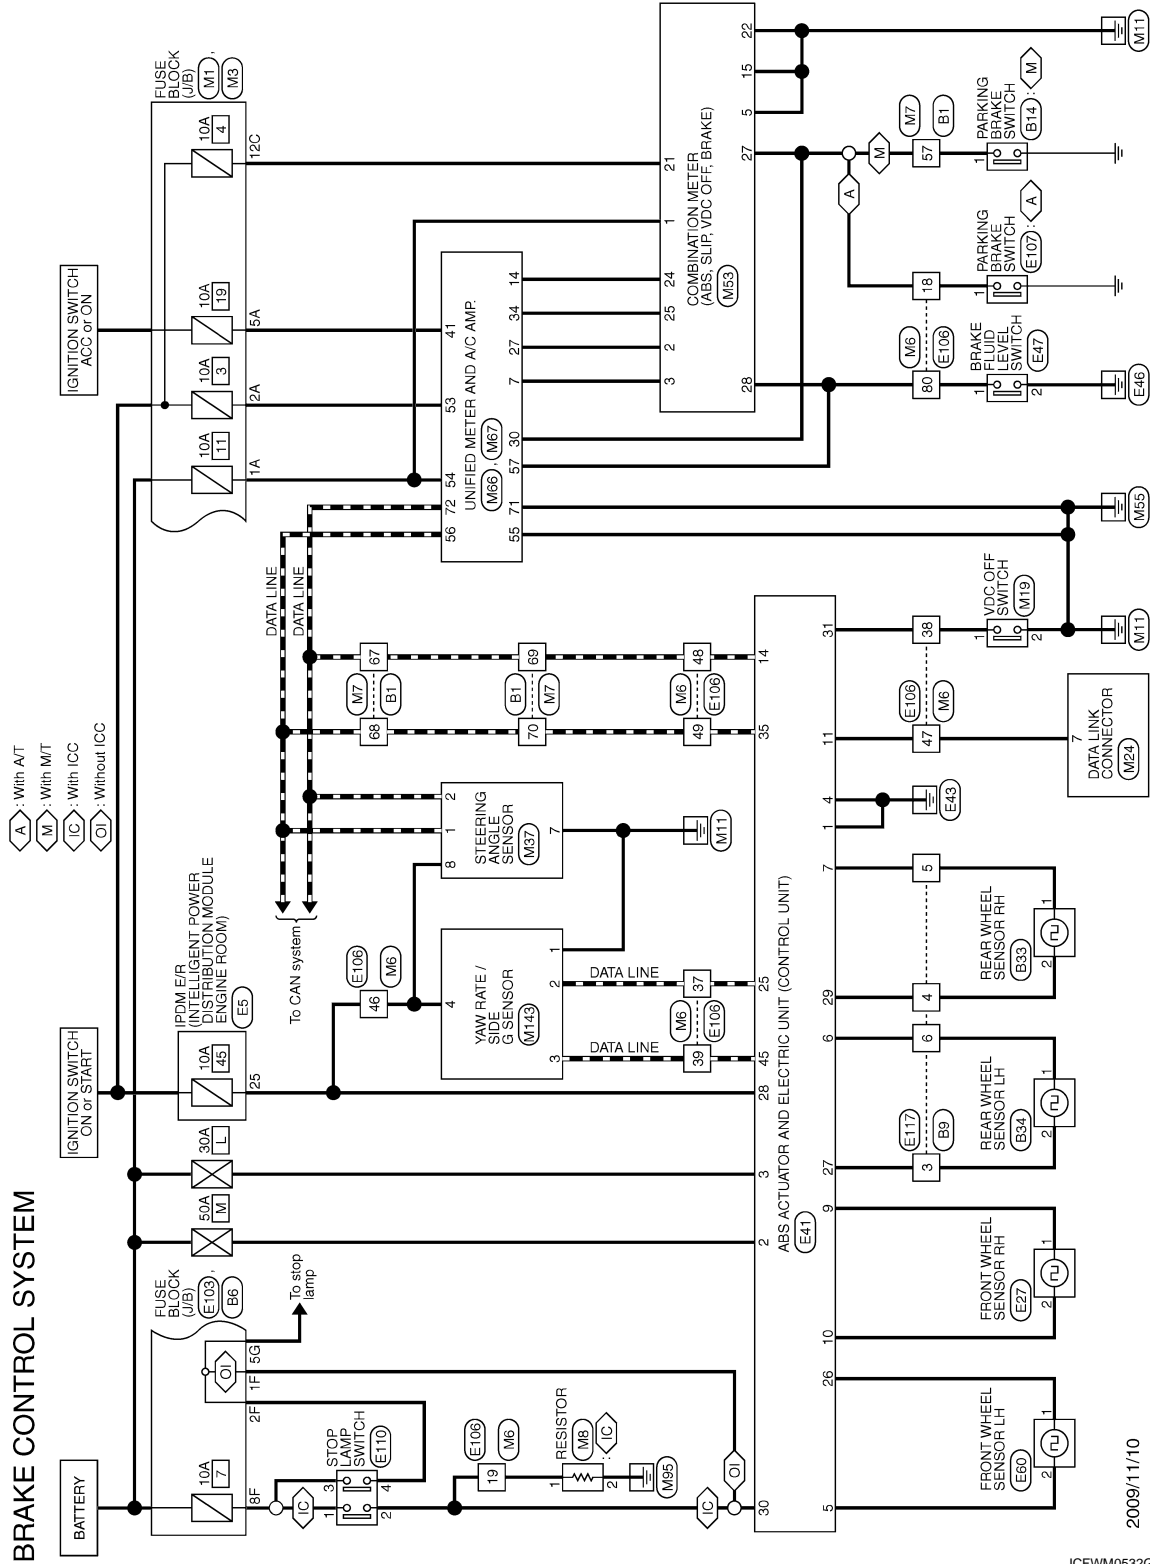 BRAKE CONTROL SYSTEM
A : With A/T
M : With M/T
IC : With ICC
OI : Without ICC
BATTERY
IGNITION SWITCH
ON or START
IGNITION SWITCH
ACC or ON
FUSE
BLOCK
(J/B)
E103 ,
B6
10A
7
8F
2F
1F
5G
OI
To stop
lamp
50A
M
30A
L
IPDM E/R
(INTELLIGENT POWER
DISTRIBUTION MODULE
ENGINE ROOM)
E5
10A
45
25
FUSE
BLOCK
(J/B)
M1 ,
M3
10A
11
1A
10A
3
2A
10A
19
5A
10A
4
12C
IC
1
3
2
4
STOP
LAMP
SWITCH
E110
19
E106
M6
RESISTOR
M8 : IC
1
2
M95
IC
OI
To CAN system
DATA LINE
DATA LINE
46
E106
M6
YAW RATE /
SIDE
G SENSOR
M143
4
3
2
1
DATA LINE
DATA LINE
39
37
M6
E106
STEERING
ANGLE
SENSOR
M37
8
1
2
7
M11
68
67
M7
B1
70
69
B1
M7
49
48
M6
E106
UNIFIED METER AND A/C AMP.
M66 , M67
56
72
54
53
41
55
71
57
30
7
27
34
14
COMBINATION METER
(ABS, SLIP, VDC OFF, BRAKE)
M53
3
2
25
24
1
21
28
27
5
15
22
ABS ACTUATOR AND ELECTRIC UNIT (CONTROL UNIT)
E41
30
2
3
28
45
25
35
14
5
26
10
9
27
6
29
7
1
4
11
31
FRONT WHEEL
SENSOR LH
E60
2
1
FRONT WHEEL
SENSOR RH
E27
2
1
3
6
4
5
E117
B9
REAR WHEEL
SENSOR LH
B34
2
1
REAR WHEEL
SENSOR RH
B33
2
1
E43
47
38
E106
M6
7
DATA LINK
CONNECTOR
M24
VDC OFF
SWITCH
M19
1
2
M11
M55
80
18
M6
E106
BRAKE
FLUID
LEVEL
SWITCH
E47
1
2
E46
A
M
PARKING
BRAKE
SWITCH
E107 : A
1
57
M7
B1
PARKING
BRAKE
SWITCH
B14 : M
1
M11
2009/11/10